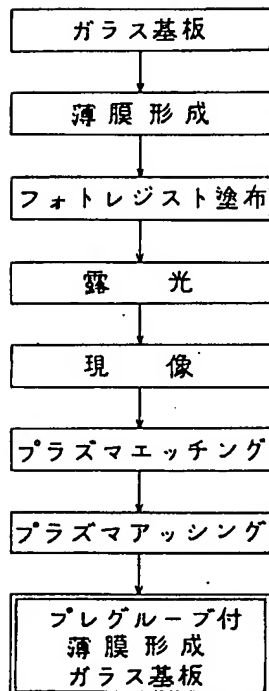 ガラス基板
薄膜形成
フォトレジスト塗布
露光
現像
プラズマエッチング
プラズマアッシング
プレグルーブ付
薄膜形成
ガラス基板